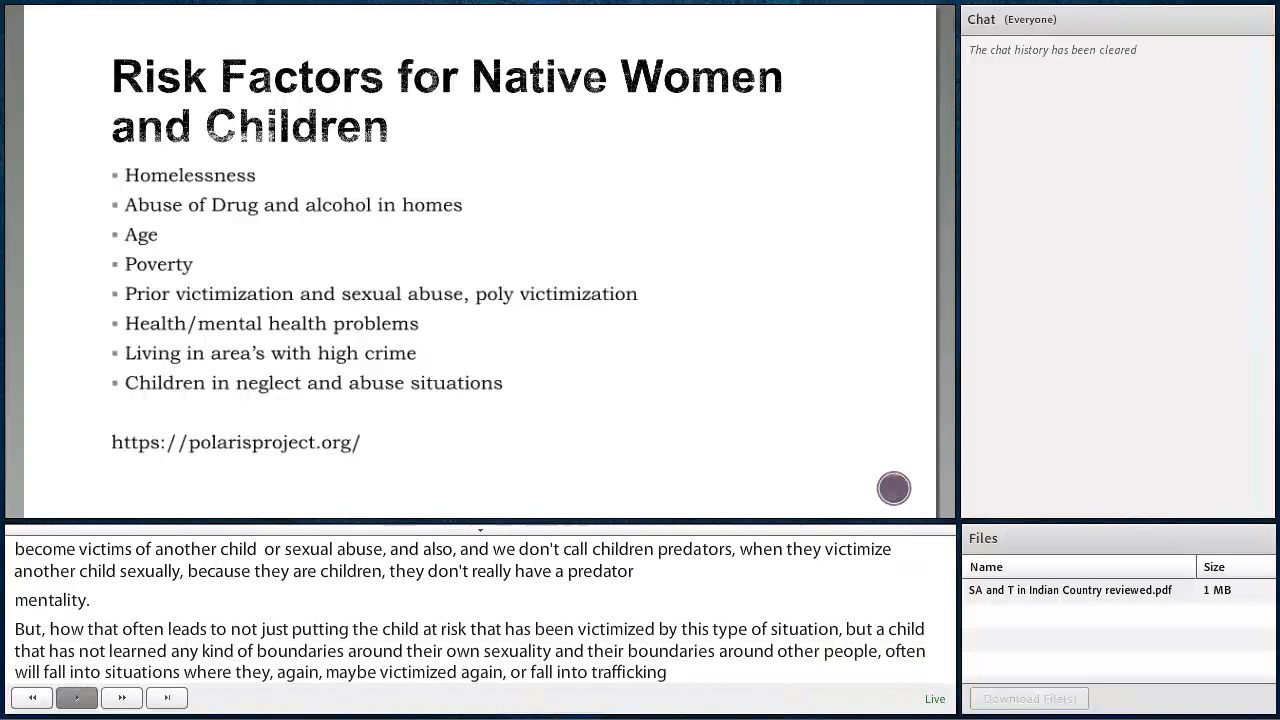 Risk Factors for Native Women
and Children
Homelessness
Abuse of Drug and alcohol in homes
Age
Poverty
Prior victimization and sexual abuse, poly victimization
Health/mental health problems
Living in area's with high crime
Children in neglect and abuse situations
https://polarisproject.org/
become victims of another child or sexual abuse, and also, and we don't call children predators, when they victimize
another child sexually, because they are children, they don't really have a predator
mentality.
But, how that often leads to not just putting the child at risk that has been victimized by this type of situation, but a child
that has not learned any kind of boundaries around their own sexuality and their boundaries around other people, often
will fall into situations where they, again, maybe victimized again, or fall into trafficking
Live
Chat (Everyone)
The chat history has been cleared
Files
Name Size
SA and T in Indian Country reviewed.pdf 1 MB
Download File(s)